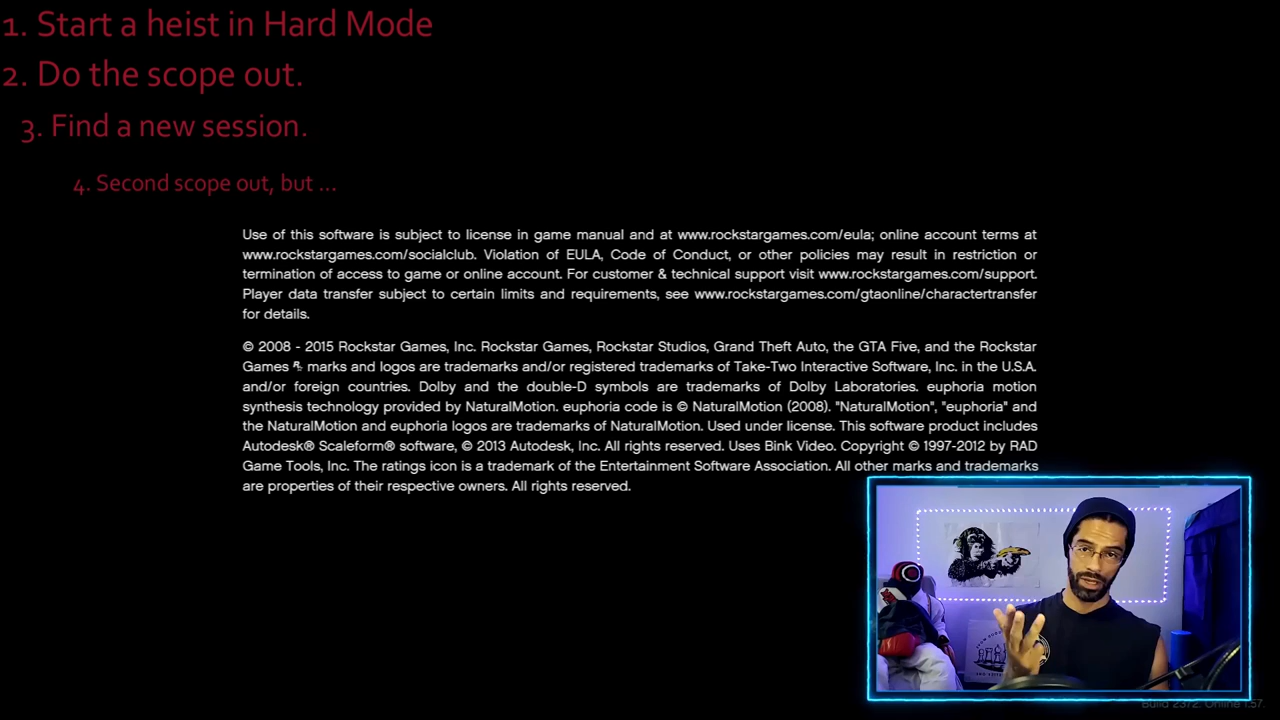 1. Start a heist in Hard Mode
2. Do the scope out.
3. Find a new session.
4. Second scope out, but ...
Use of this software is subject to license in game manual and at www.rockstargames.com/eula; online account terms at
www.rockstargames.com/socialclub. Violation of EULA, Code of Conduct, or other policies may result in restriction or
termination of access to game or online account. For customer & technical support visit www.rockstargames.com/support.
Player data transfer subject to certain limits and requirements, see www.rockstargames.com/gtaonline/charactertransfer
for details.
© 2008 - 2015 Rockstar Games, Inc. Rockstar Games, Rockstar Studios, Grand Theft Auto, the GTA Five, and the Rockstar
Games R* marks and logos are trademarks and/or registered trademarks of Take-Two Interactive Software, Inc. in the U.S.A.
and/or foreign countries. Dolby and the double-D symbols are trademarks of Dolby Laboratories. euphoria motion
synthesis technology provided by NaturalMotion. euphoria code is © NaturalMotion (2008). "NaturalMotion", "euphoria" and
the NaturalMotion and euphoria logos are trademarks of NaturalMotion. Used under license. This software product includes
Autodesk® Scaleform® software, © 2013 Autodesk, Inc. All rights reserved. Uses Bink Video. Copyright © 1997-2012 by RAD
Game Tools, Inc. The ratings icon is a trademark of the Entertainment Software Association. All other marks and trademarks
are properties of their respective owners. All rights reserved.
Build 2372. Online 1.57.